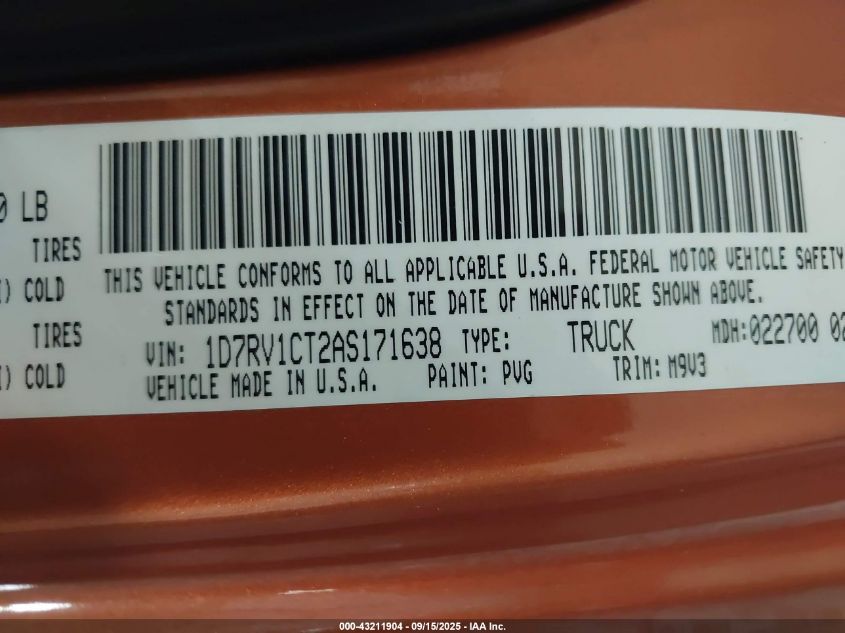 0 LB
TIRES
COLD
TIRES
COLD
THIS VEHICLE CONFORMS TO ALL APPLICABLE U.S.A. FEDERAL MOTOR VEHICLE SAFETY
STANDARDS IN EFFECT ON THE DATE OF MANUFACTURE SHOWN ABOVE.
VIN: 1D7RV1CT2AS171638 TYPE: TRUCK MDH:022700 02
VEHICLE MADE IN U.S.A. PAINT: PVG TRIM: M9V3
000-43211904 - 09/15/2025 - IAA Inc.